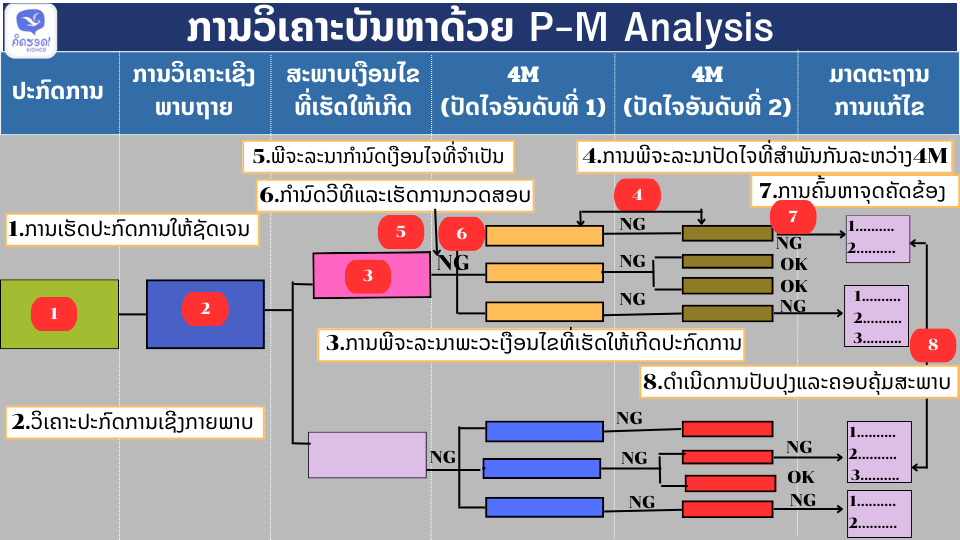 ການວິເຄາະບັນຫາດ້ວຍ P-M Analysis
ຄິດຮອດ!
KIDHOD
ປະກົດການ
ການວິເຄາະເຊີງ
ພາບຖາຍ
ສະພາບເງື່ອນໄຂ
ທີ່ເຮັດໃຫ້ເກີດ
4M
(ປັດໄຈອັນດັບທີ່ 1)
4M
(ປັດໄຈອັນດັບທີ່ 2)
ມາດຕະຖານ
ການແກ້ໄຂ
5.ພິຈະລະນາກຳນົດເງື່ອນໄຈທີ່ຈຳເປັນ
4.ການພິຈະລະນາປັດໄຈທີ່ສຳພັນກັນລະຫວ່າງ4M
6.ກຳນົດວິທີແລະເຮັດການກວດສອບ
7.ການຄົ້ນຫາຈຸດຄັດຂ້ອງ
1.ການເຮັດປະກົດການໃຫ້ຊັດເຈນ
4
5
6
7
NG
NG
1..........
2..........
NG
3
NG
OK
OK
1
2
NG
NG
1..........
2..........
3..........
3.ການພິຈະລະນາພະວະເງື່ອນໄຂທີ່ເຮັດໃຫ້ເກີດປະກົດການ
8
8.ດຳເນີດການປັບປຸງແລະຄອບຄຸ້ມສະພາບ
2.ວິເຄາະປະກົດການເຊີງກາຍພາບ
NG
NG
NG
NG
OK
NG
NG
1..........
2..........
3..........
1..........
2..........